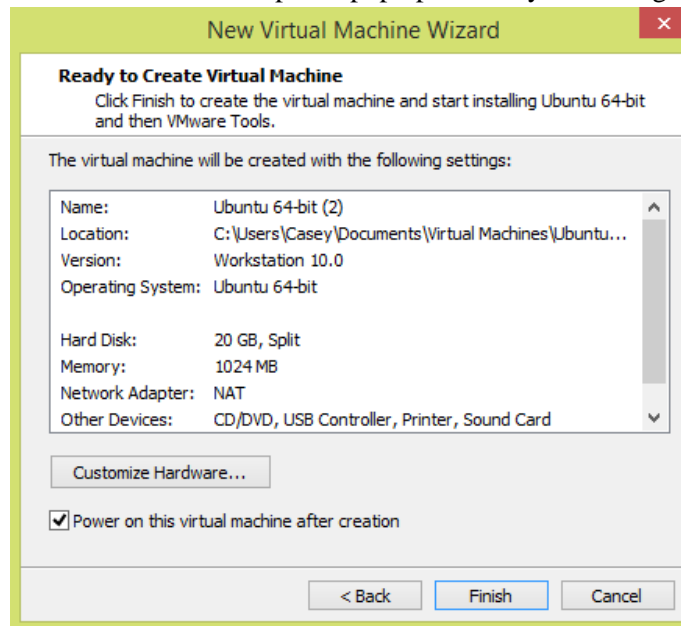 New Virtual Machine Wizard
Ready to Create Virtual Machine
Click Finish to create the virtual machine and start installing Ubuntu 64-bit
and then VMware Tools.
The virtual machine will be created with the following settings:
Name: Ubuntu 64-bit (2)
Location: C:\Users\Casey\Documents\Virtual Machines\Ubuntu...
Version: Workstation 10.0
Operating System: Ubuntu 64-bit
Hard Disk: 20 GB, Split
Memory: 1024 MB
Network Adapter: NAT
Other Devices: CD/DVD, USB Controller, Printer, Sound Card
Customize Hardware...
Power on this virtual machine after creation
< Back Finish Cancel